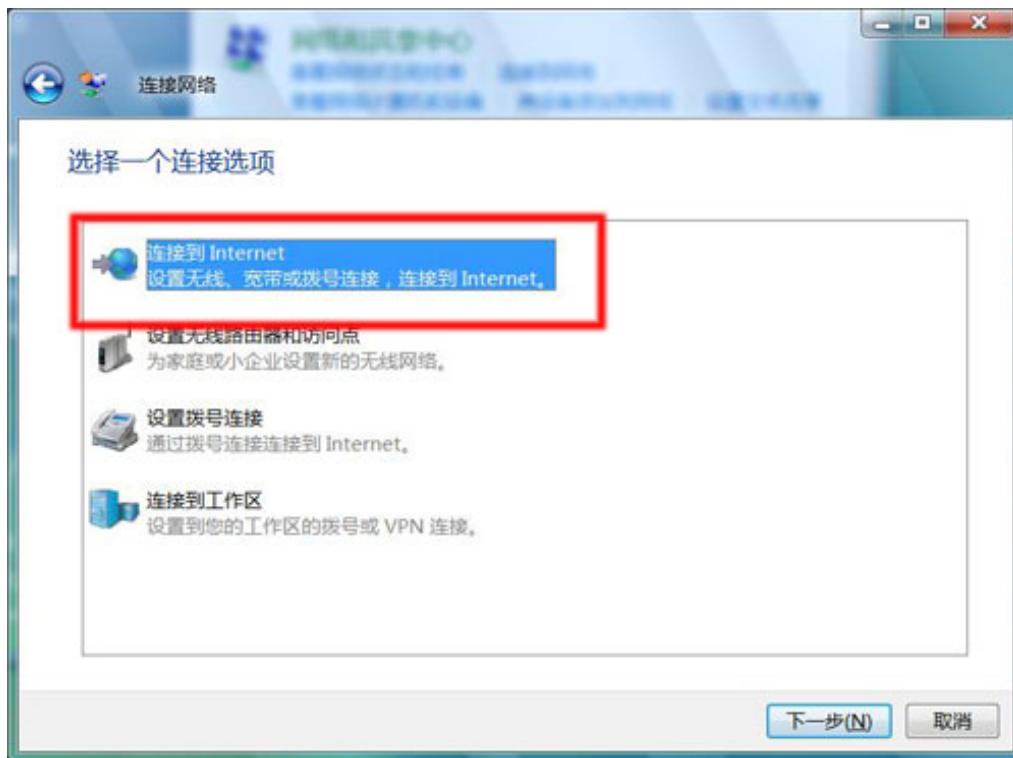 连接网络
选择一个连接选项
连接到 Internet
设置无线、宽带或拨号连接，连接到 Internet。
设置无线路由器和访问点
为家庭或小企业设置新的无线网络。
设置拨号连接
通过拨号连接连接到 Internet。
连接到工作区
设置到您的工作区的拨号或 VPN 连接。
下一步(N)
取消